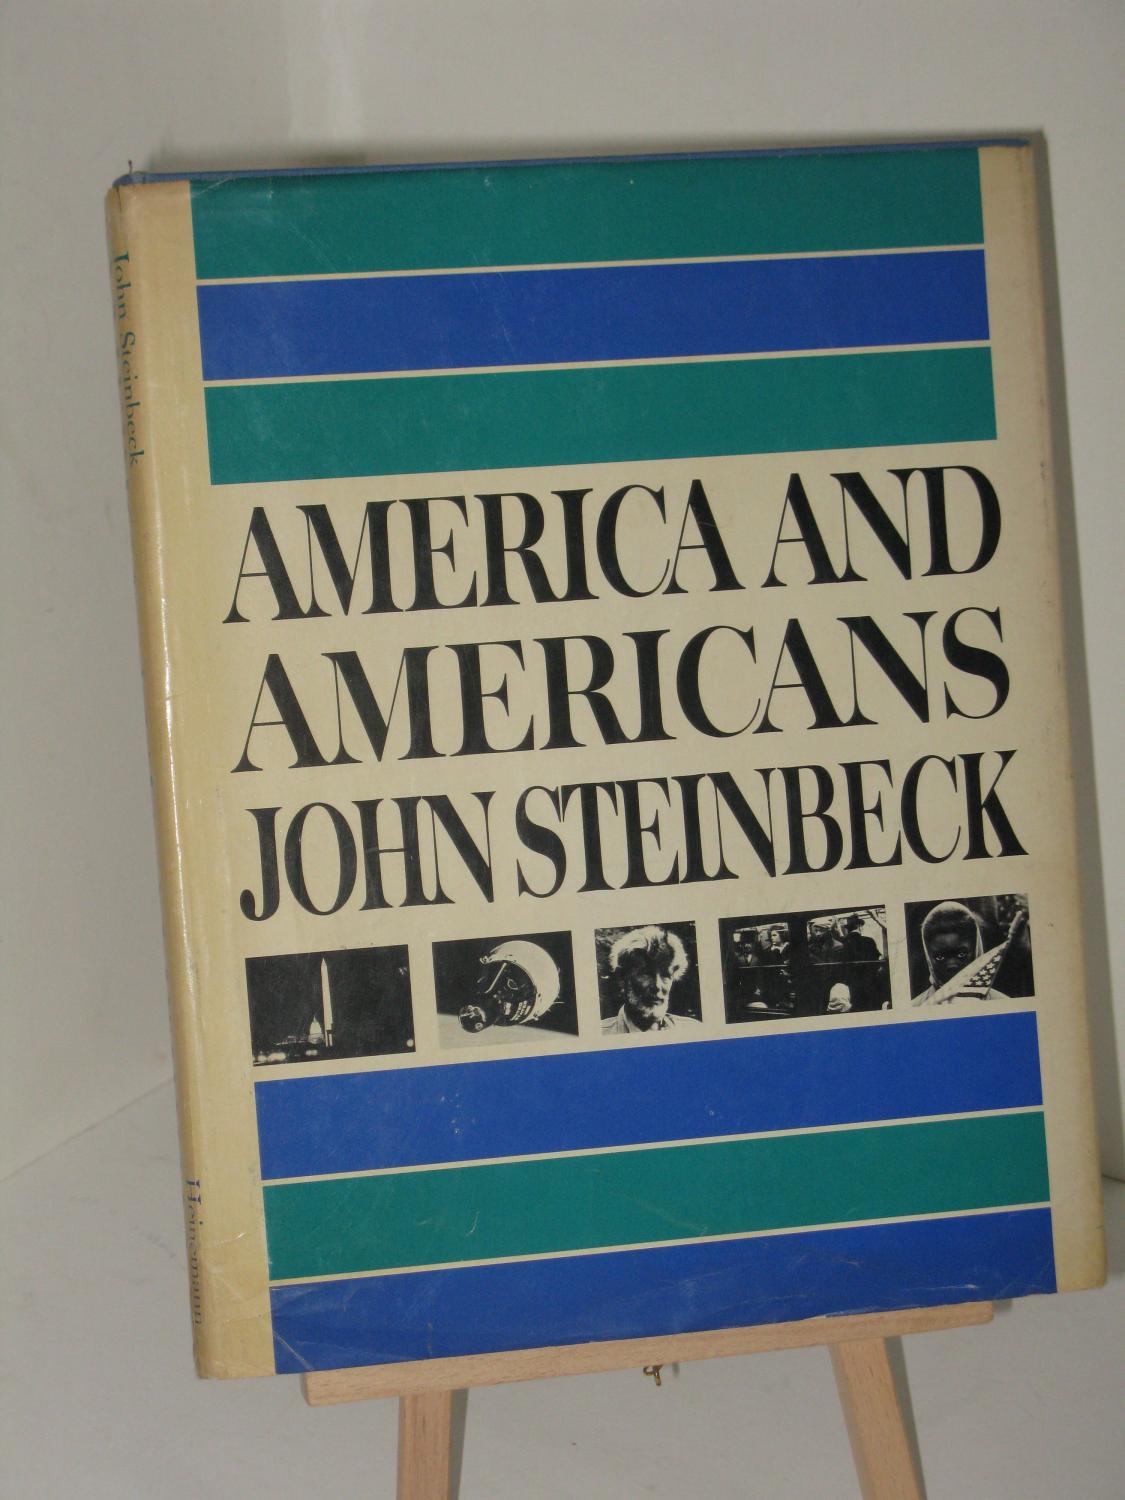 AMERICA AND
AMERICANS
JOHN STEINBECK
John Steinbeck
Heinemann